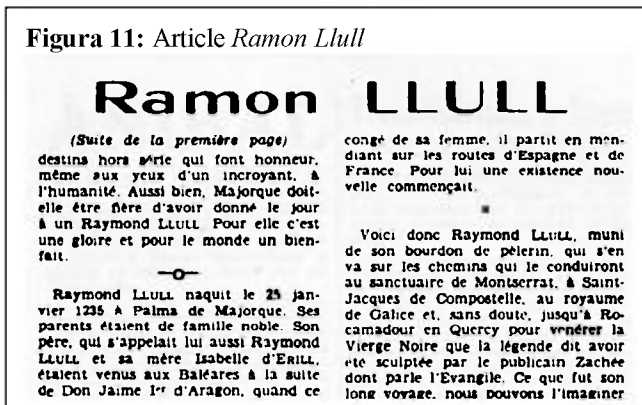 Figura 11: Article Ramon Llull
Ramon LLULL
(Suite de la première page)
destins hors série qui font honneur,
même aux yeux d'un incroyant, à
l'humanité. Aussi bien, Majorque doit-
elle être fière d'avoir donné le jour
à un Raymond LLULL Pour elle c'est
une gloire et pour le monde un bien-
fait.
Raymond LLULL naquit le 25 jan-
vier 1235 à Palma de Majorque. Ses
parents étaient de famille noble. Son
père, qui s'appelait lui aussi Raymond
LLULL et sa mère Isabelle d'ERILL,
étaient venus aux Baléares à la suite
de Don Jaime Ier d'Aragon, quand ce
congé de sa femme, il partit en men-
diant sur les routes d'Espagne et de
France. Pour lui une existence nou-
velle commençait.
Voici donc Raymond LLULL, muni
de son bourdon de pèlerin, qui s'en
va sur les chemins qui le conduiront
au sanctuaire de Montserrat, à Saint-
Jacques de Compostelle, au royaume
de Galice et, sans doute, jusqu'à Ro-
camadour en Quercy pour vénérer la
Vierge Noire que la légende dit avoir
été sculptée par le publicain Zachée
dont parle l'Evangile. Ce que fut son
long voyage, nous pouvons l'imaginer